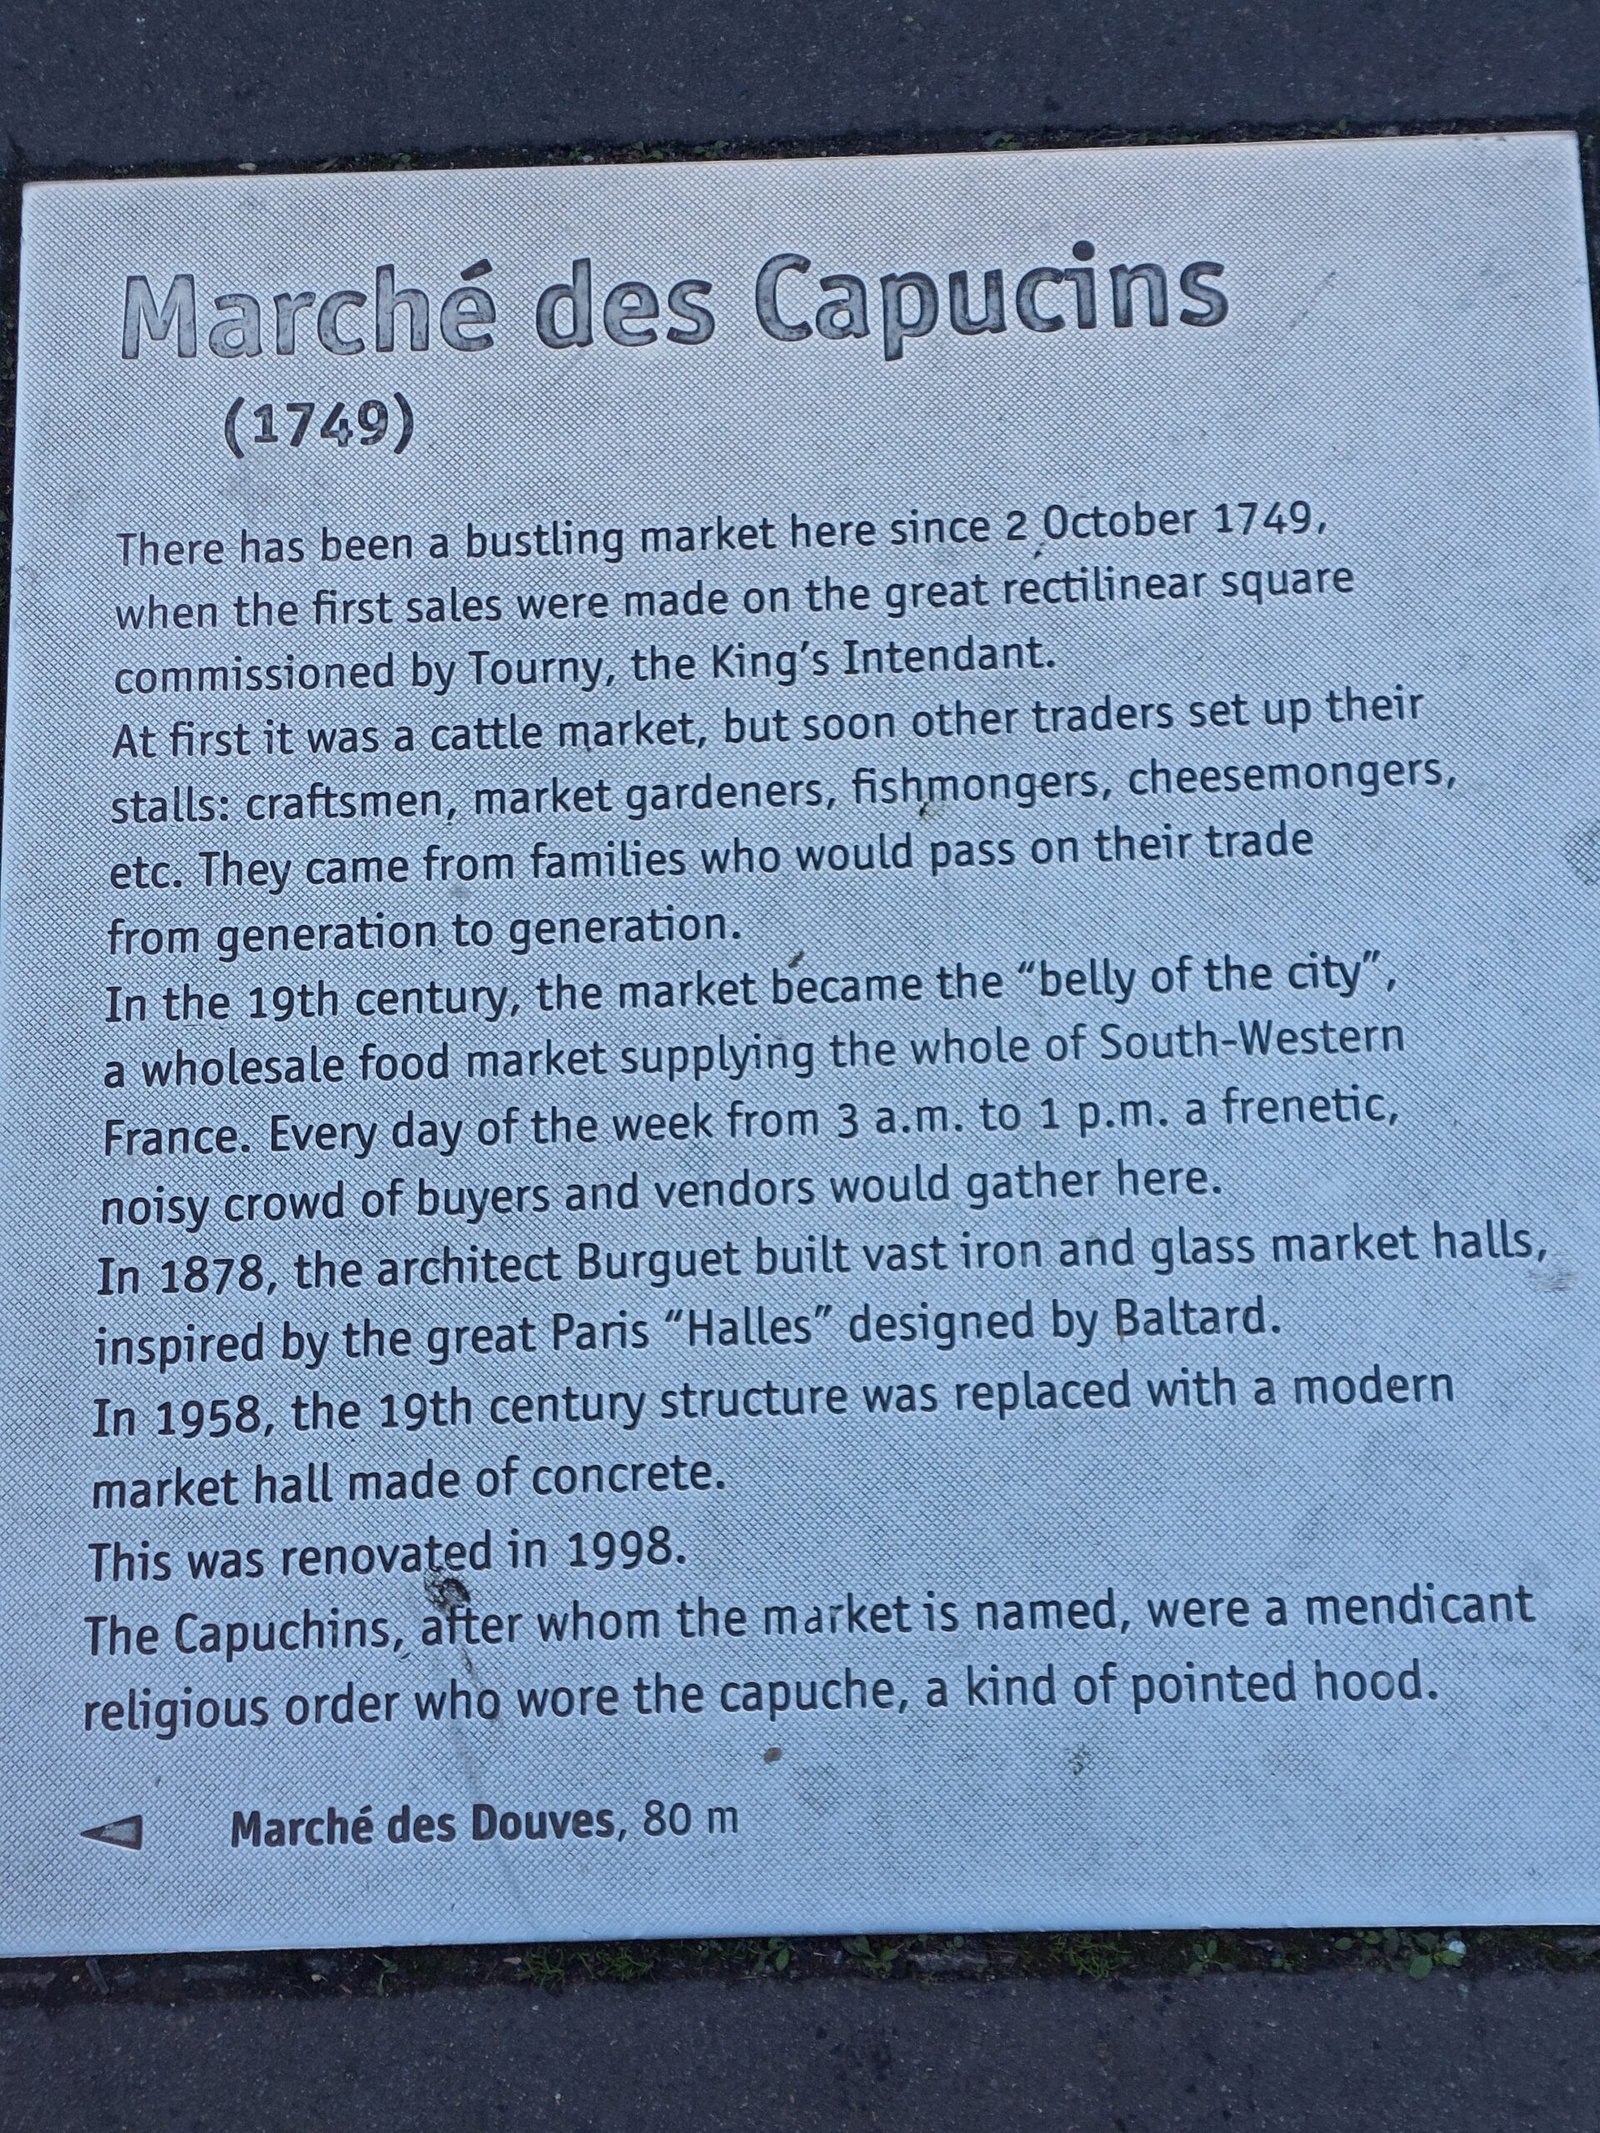 Marché des Capucins
(1749)
There has been a bustling market here since 2 October 1749,
when the first sales were made on the great rectilinear square
commissioned by Tourny, the King's Intendant.
At first it was a cattle market, but soon other traders set up their
stalls: craftsmen, market gardeners, fishmongers, cheesemongers,
etc. They came from families who would pass on their trade
from generation to generation.
In the 19th century, the market became the “belly of the city”,
a wholesale food market supplying the whole of South-Western
France. Every day of the week from 3 a.m. to 1 p.m. a frenetic,
noisy crowd of buyers and vendors would gather here.
In 1878, the architect Burguet built vast iron and glass market halls,
inspired by the great Paris “Halles” designed by Baltard.
In 1958, the 19th century structure was replaced with a modern
market hall made of concrete.
This was renovated in 1998.
The Capuchins, after whom the market is named, were a mendicant
religious order who wore the capuche, a kind of pointed hood.
Marché des Douves, 80 m